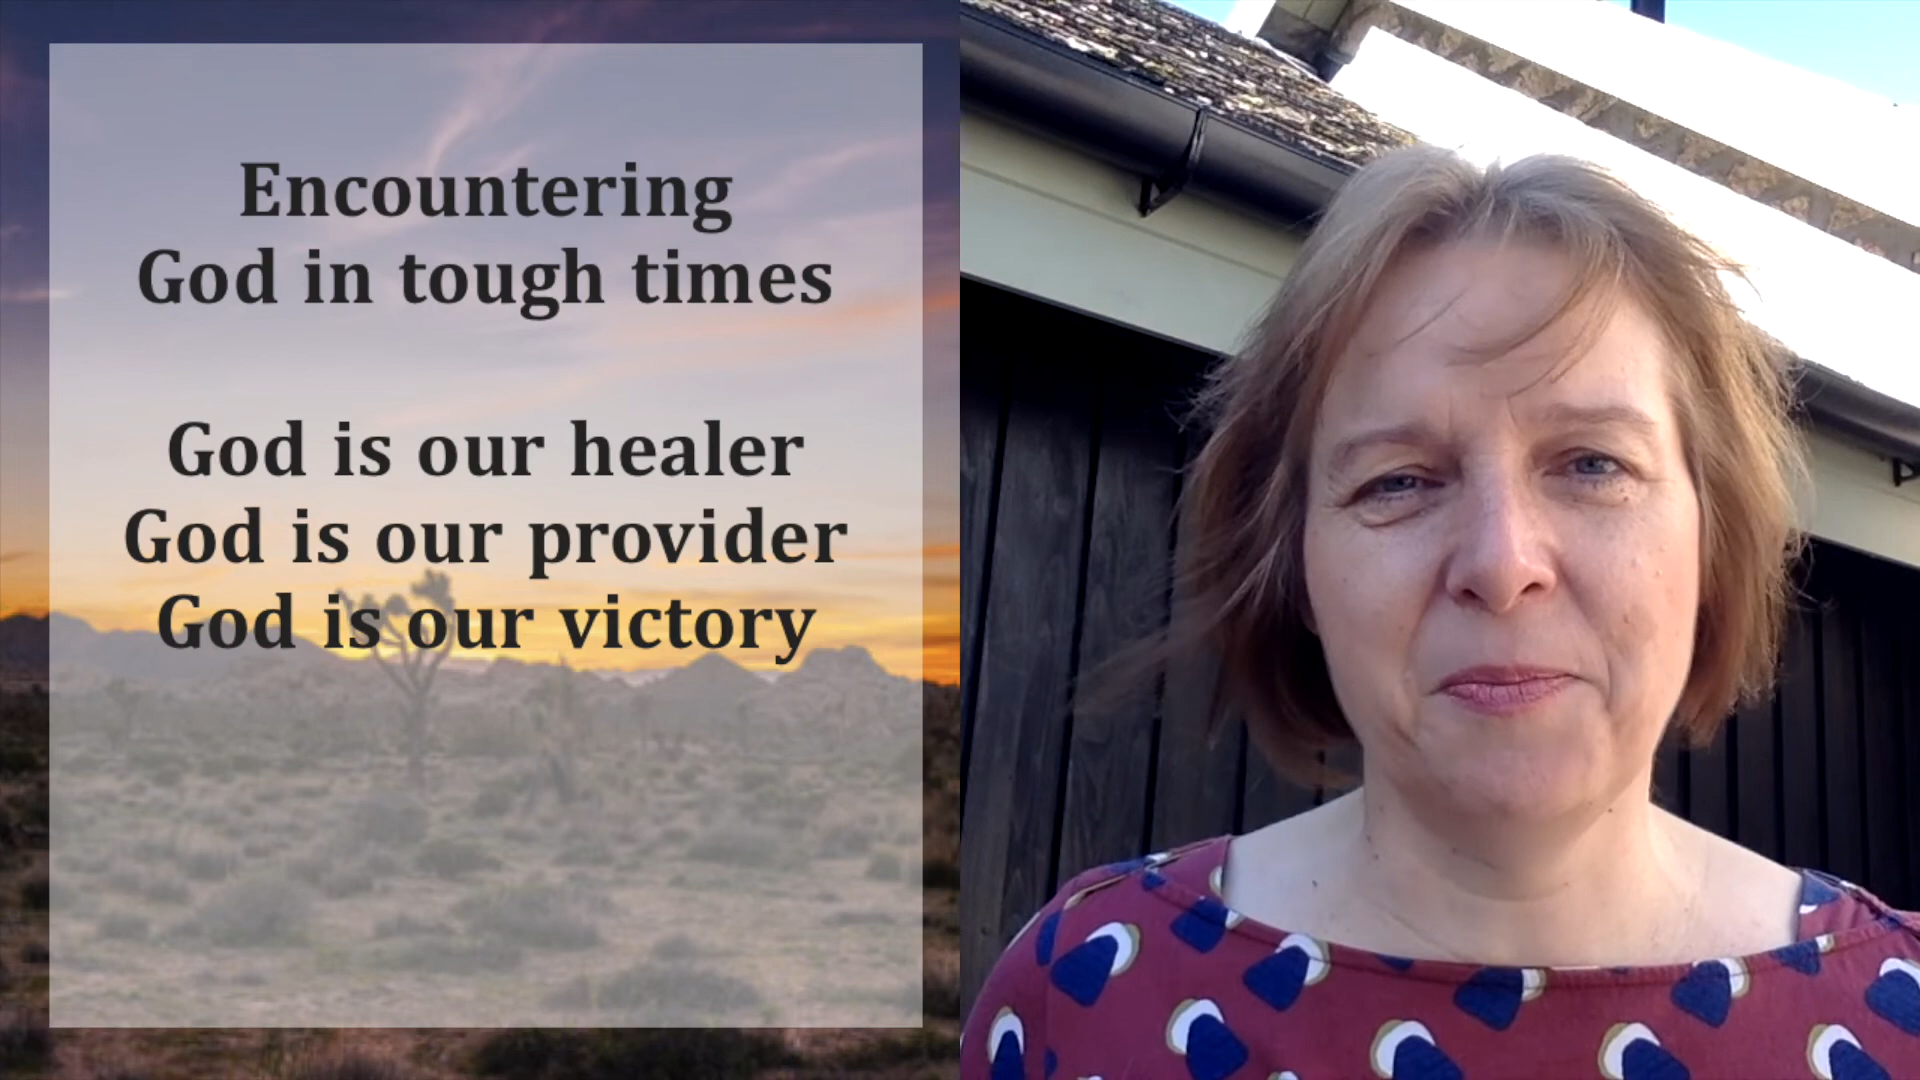 Encountering
God in tough times
God is our healer
God is our provider
God is our victory